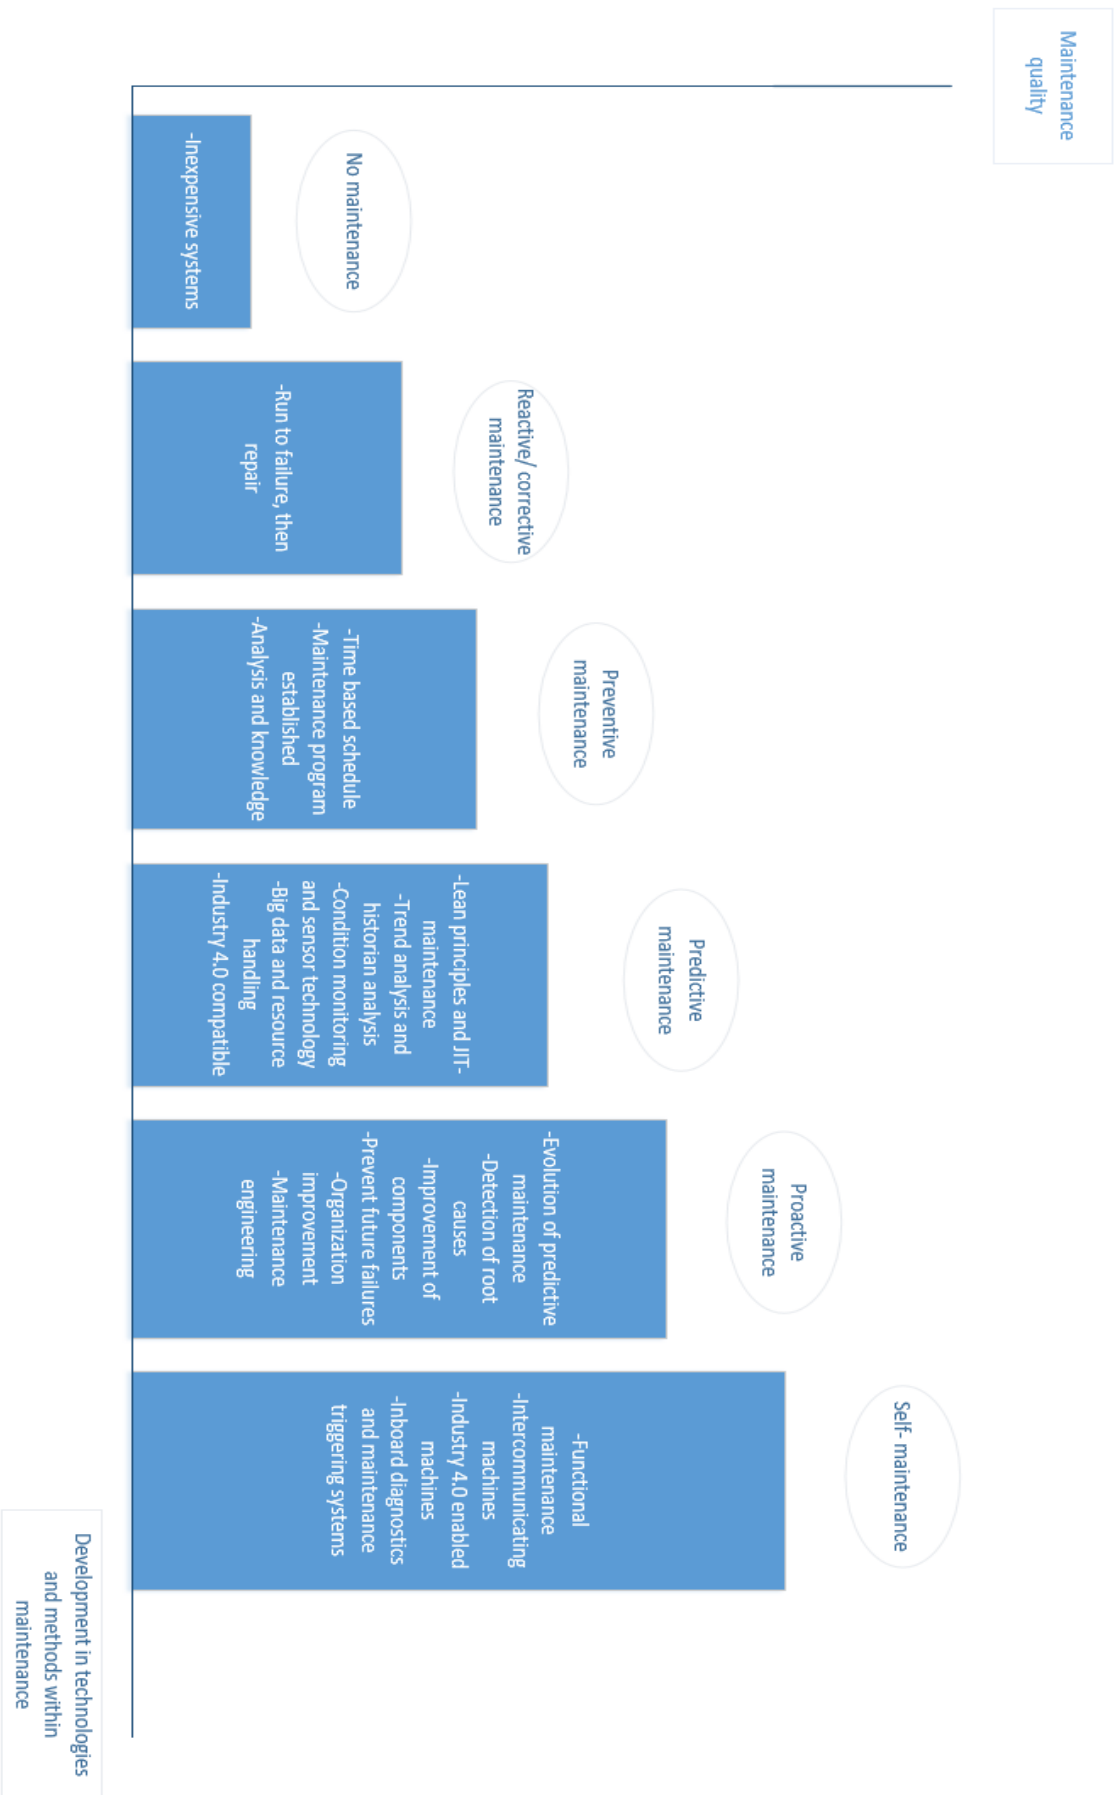 Maintenance
quality
No maintenance
-Inexpensive systems
Reactive/ corrective
maintenance
-Run to failure, then
repair
Preventive
maintenance
-Time based schedule
-Maintenance program
established
-Analysis and knowledge
Predictive
maintenance
-Lean principles and JIT-
maintenance
-Trend analysis and
historian analysis
-Condition monitoring
and sensor technology
-Big data and resource
handling
-Industry 4.0 compatible
Proactive
maintenance
-Evolution of predictive
maintenance
-Detection of root
causes
-Improvement of
components
-Prevent future failures
-Organization
improvement
-Maintenance
engineering
Self- maintenance
-Functional
maintenance
-Intercommunicating
machines
-Industry 4.0 enabled
machines
-Inboard diagnostics
and maintenance
triggering systems
Development in technologies
and methods within
maintenance